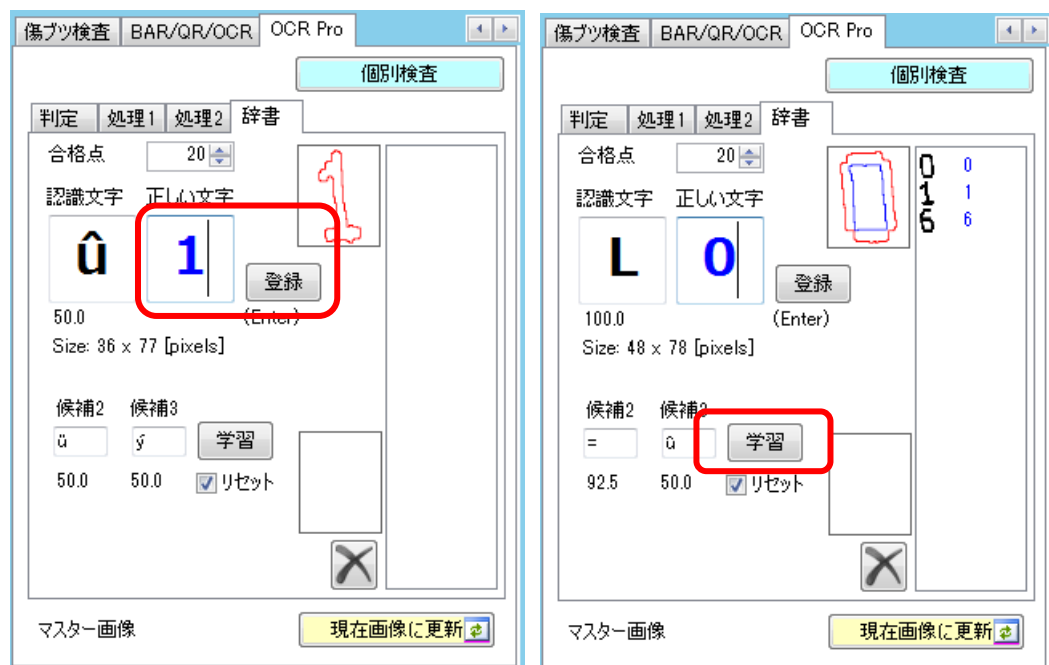 傷ブツ検査 BAR/QR/OCR OCR Pro
個別検査
判定 処理1 処理2 辞書
合格点 20
認識文字 正しい文字
û 1
登録
50.0 (Enter)
Size: 36 x 77 [pixels]
候補2 候補3
ü ý 学習
50.0 50.0 リセット
マスター画像 現在画像に更新
傷ブツ検査 BAR/QR/OCR OCR Pro
個別検査
判定 処理1 処理2 辞書
合格点 20
0 0
認識文字 正しい文字
1 1
6 6
L 0
登録
100.0 (Enter)
Size: 48 x 78 [pixels]
候補2 候補3
= û 学習
92.5 50.0 リセット
マスター画像 現在画像に更新